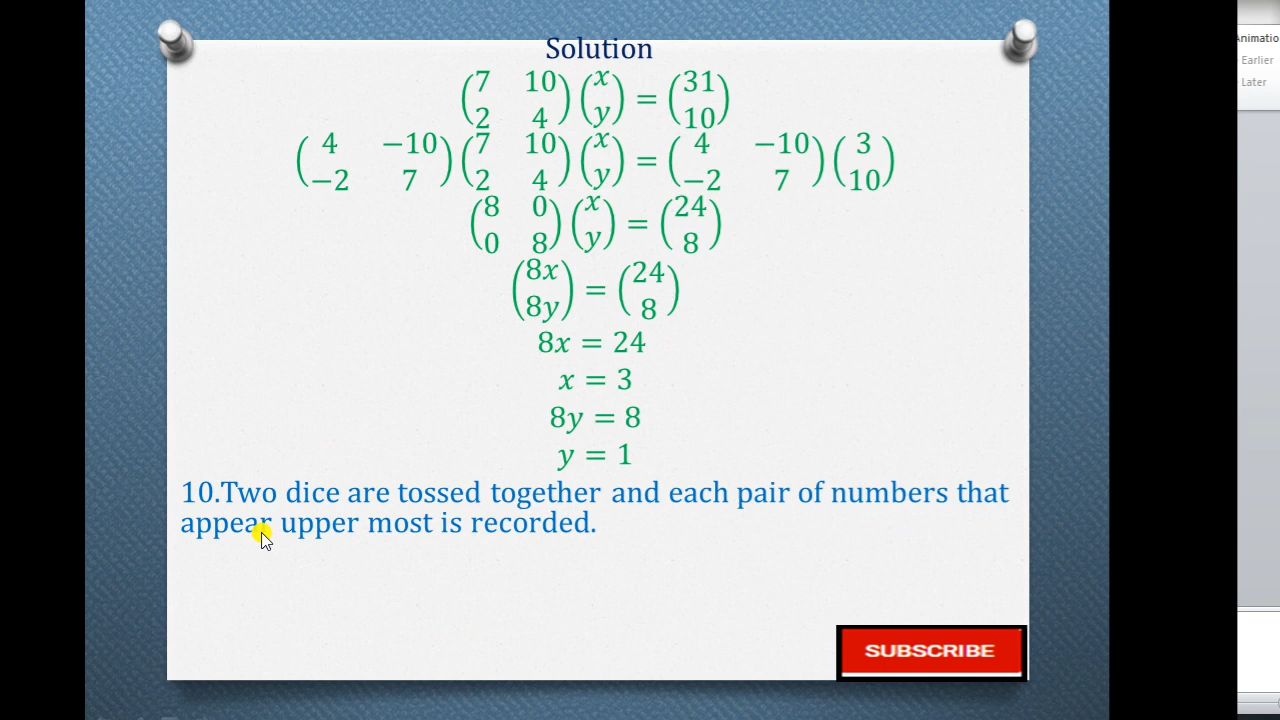 Solution
(7 10
2 4)(x
y) = (31
10)
(4 −10
−2 7)(7 10
2 4)(x
y) = (4 −10
−2 7)(3
10)
(8 0
0 8)(x
y) = (24
8)
(8x
8y) = (24
8)
8x = 24
x = 3
8y = 8
y = 1
10.Two dice are tossed together and each pair of numbers that
appear upper most is recorded.
SUBSCRIBE
Animatio
Earlier
Later